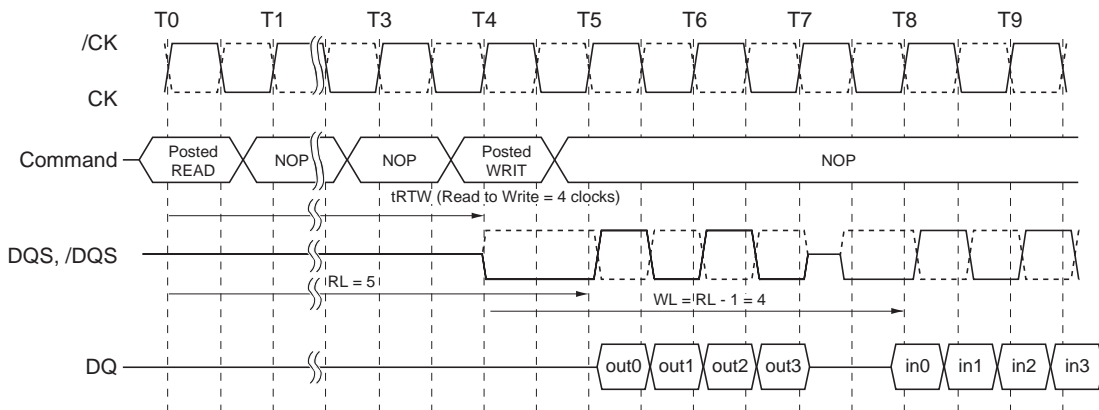 T0 T1 T3 T4 T5 T6 T7 T8 T9
/CK
CK
Command
Posted
READ
NOP
NOP
Posted
WRIT
NOP
tRTW (Read to Write = 4 clocks)
DQS, /DQS
RL = 5
WL = RL - 1 = 4
DQ
out0 out1 out2 out3 in0 in1 in2 in3